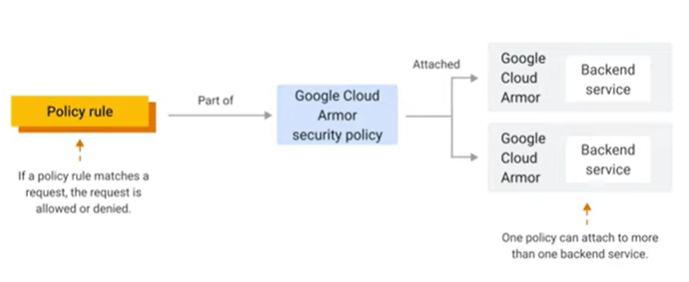 Policy rule
If a policy rule matches a
request, the request is
allowed or denied.
Part of
Google Cloud
Armor
security policy
Attached
Google
Cloud
Armor
Backend
service
Google
Cloud
Armor
Backend
service
One policy can attach to more
than one backend service.